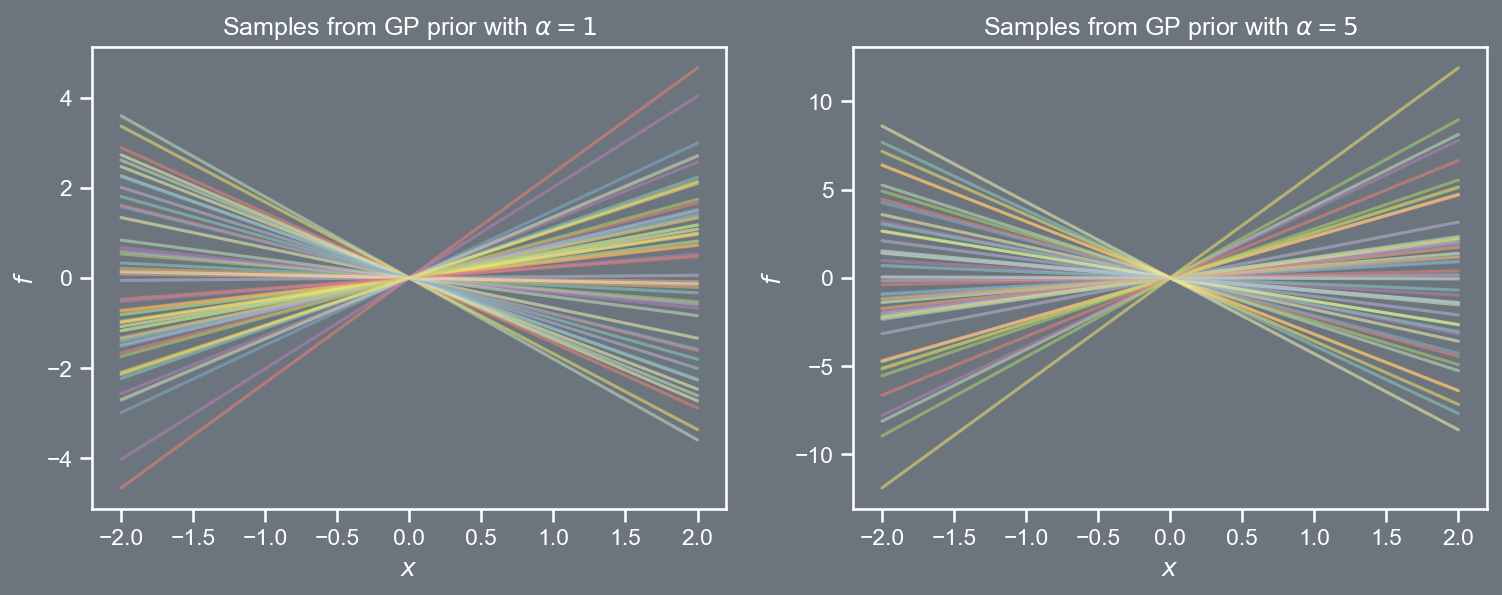 Samples from GP prior with α = 1
4
2
0
−2
−4
f
−2.0 −1.5 −1.0 −0.5 0.0 0.5 1.0 1.5 2.0
x
Samples from GP prior with α = 5
10
5
0
−5
−10
f
−2.0 −1.5 −1.0 −0.5 0.0 0.5 1.0 1.5 2.0
x